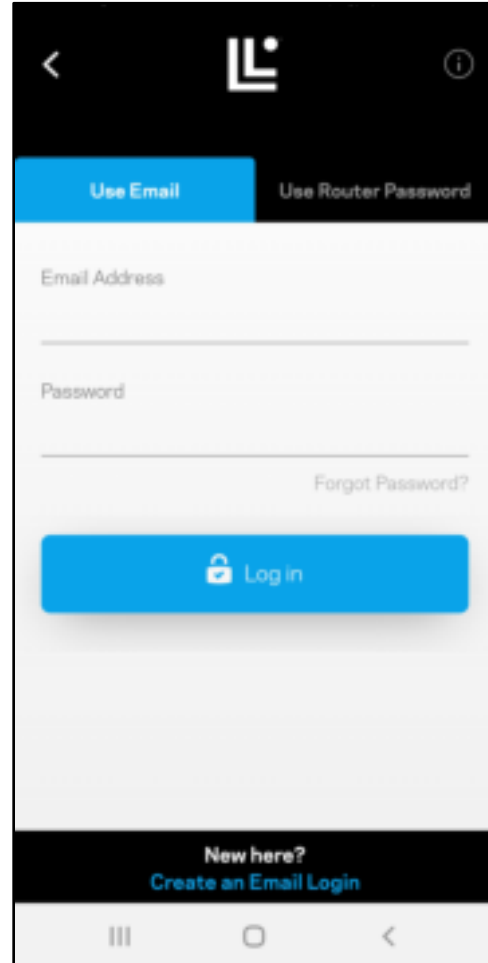 Use Email
Use Router Password
Email Address
Password
Forgot Password?
Log in
New here?
Create an Email Login